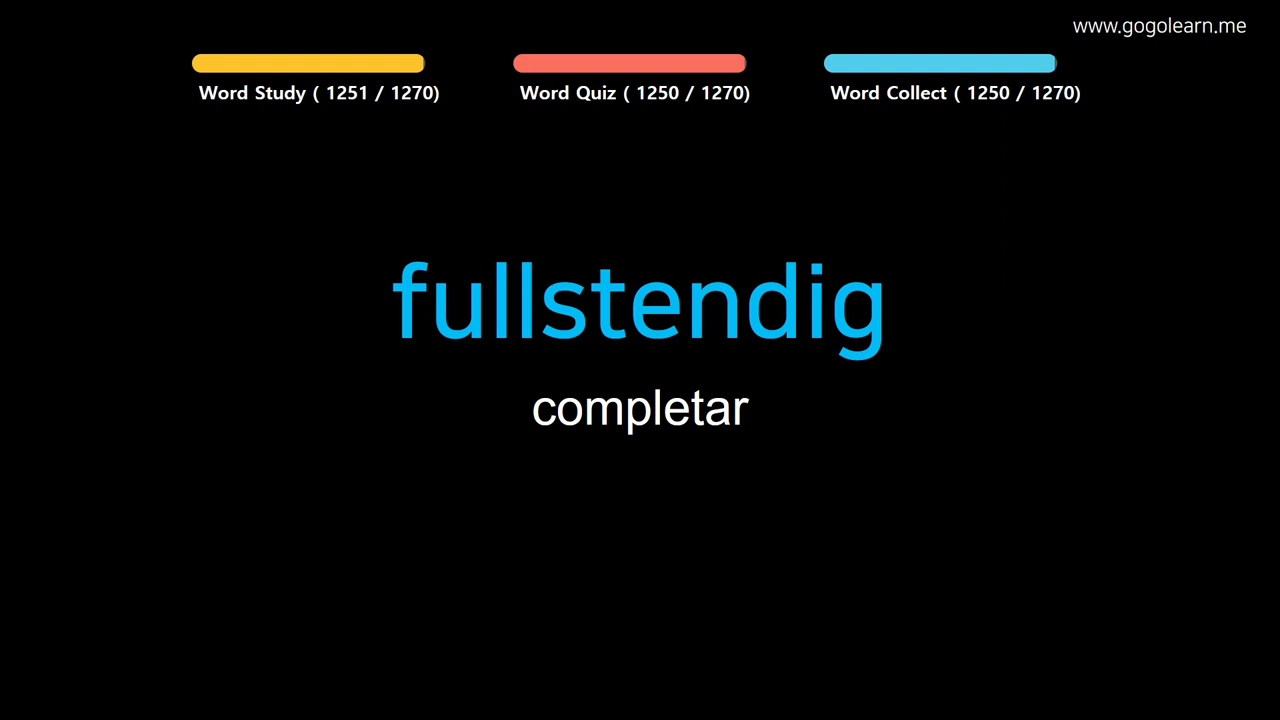 www.gogolearn.me
Word Study ( 1251 / 1270)
Word Quiz ( 1250 / 1270)
Word Collect ( 1250 / 1270)
fullstendig
completar